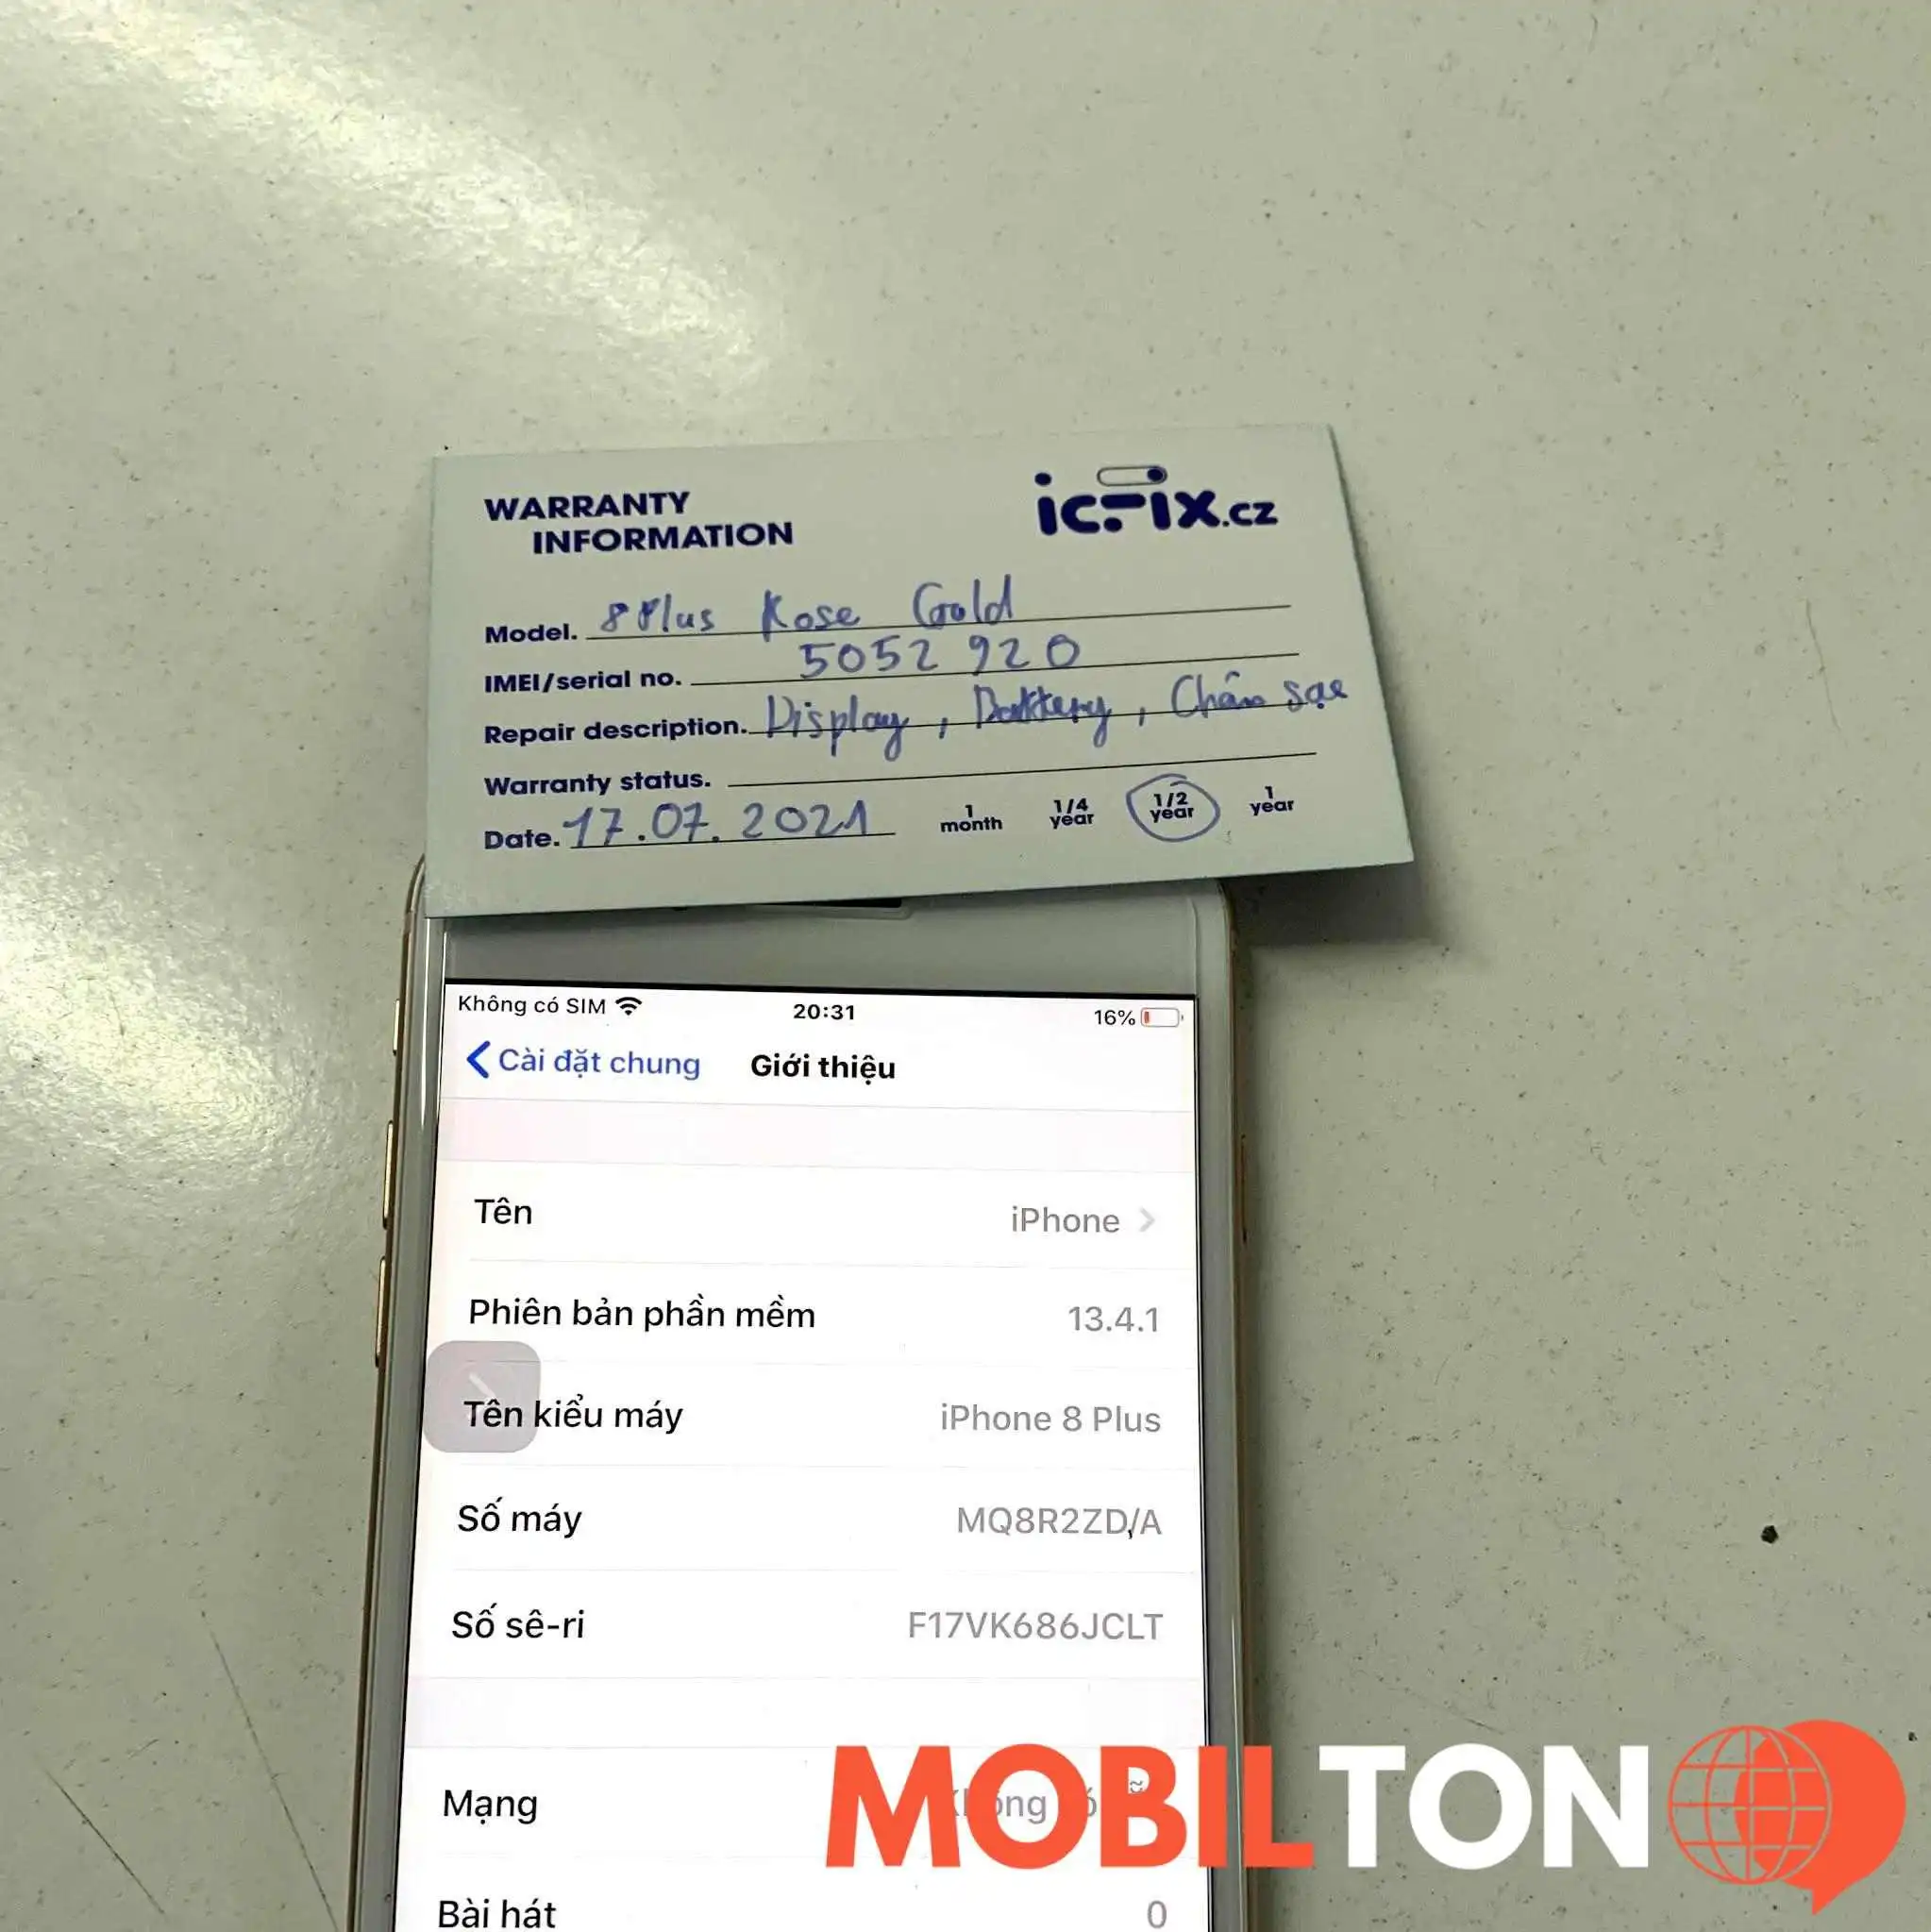 WARRANTY
INFORMATION
icFix.cz
Model. 8 Plus Rose Gold
IMEI/serial no. 5052 920
Repair description. Display, Battery, Chân sạc
Warranty status.
Date. 17.07.2021 1 month 1/4 year 1/2 year 1 year
Không có SIM 20:31 16%
Cài đặt chung Giới thiệu
Tên iPhone
Phiên bản phần mềm 13.4.1
Tên kiểu máy iPhone 8 Plus
Số máy MQ8R2ZD/A
Số sê-ri F17VK686JCLT
Mạng
MOBILTON
Bài hát 0